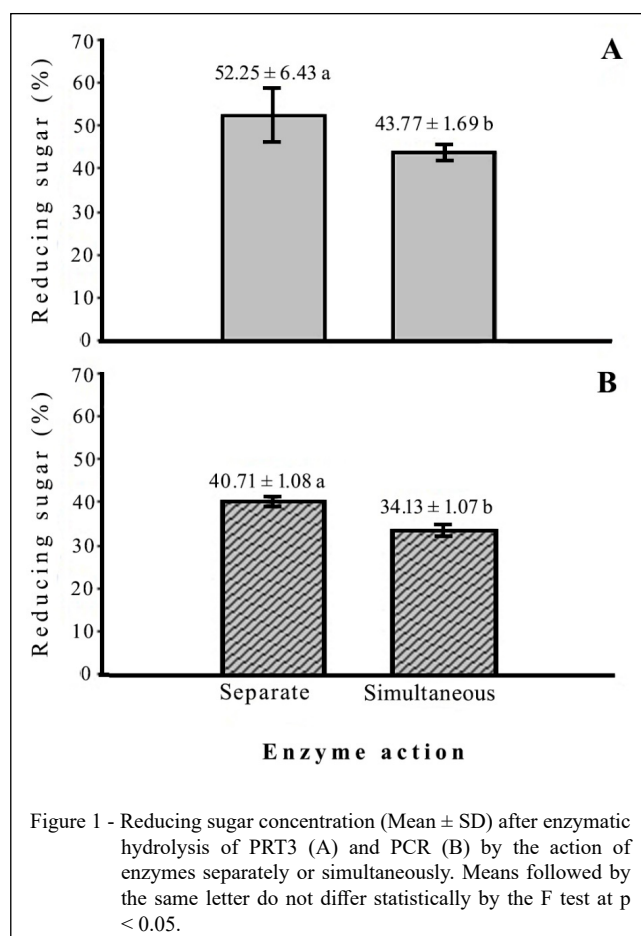 A
Reducing sugar (%)
70
60
50
40
30
20
10
0
52.25 ± 6.43 a
43.77 ± 1.69 b
B
Reducing sugar (%)
70
60
50
40
30
20
10
0
40.71 ± 1.08 a
34.13 ± 1.07 b
Separate Simultaneous
Enzyme action
Figure 1 - Reducing sugar concentration (Mean ± SD) after enzymatic
hydrolysis of PRT3 (A) and PCR (B) by the action of
enzymes separately or simultaneously. Means followed by
the same letter do not differ statistically by the F test at p
< 0.05.